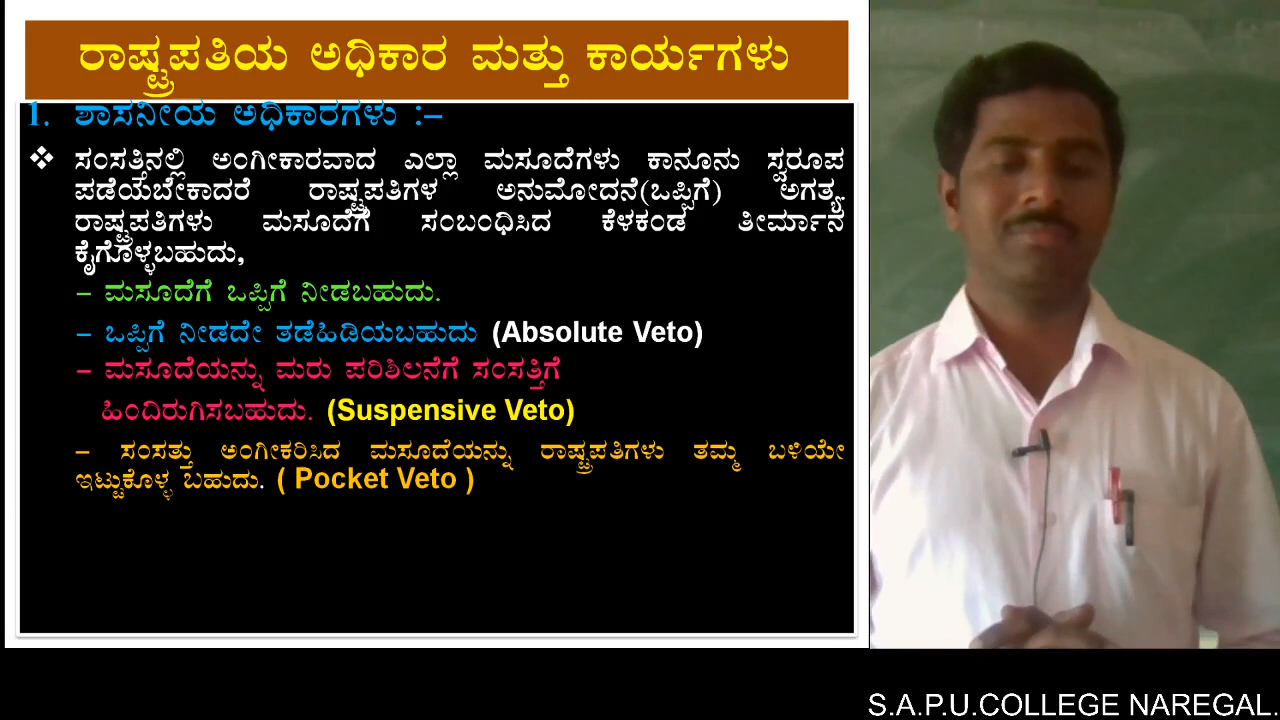 ರಾಷ್ಟ್ರಪತಿಯ ಅಧಿಕಾರ ಮತ್ತು ಕಾರ್ಯಗಳು
1. ಶಾಸನೀಯ ಅಧಿಕಾರಗಳು :–
❖ ಸಂಸತ್ತಿನಲ್ಲಿ ಅಂಗೀಕಾರವಾದ ಎಲ್ಲಾ ಮಸೂದೆಗಳು ಕಾನೂನು ಸ್ವರೂಪ
ಪಡೆಯಬೇಕಾದರೆ ರಾಷ್ಟ್ರಪತಿಗಳ ಅನುಮೋದನೆ(ಒಪ್ಪಿಗೆ) ಅಗತ್ಯ.
ರಾಷ್ಟ್ರಪತಿಗಳು ಮಸೂದೆಗೆ ಸಂಬಂಧಿಸಿದ ಕೆಳಕಂಡ ತೀರ್ಮಾನ
ಕೈಗೊಳ್ಳಬಹುದು,
– ಮಸೂದೆಗೆ ಒಪ್ಪಿಗೆ ನೀಡಬಹುದು.
– ಒಪ್ಪಿಗೆ ನೀಡದೇ ತಡೆಹಿಡಿಯಬಹುದು (Absolute Veto)
– ಮಸೂದೆಯನ್ನು ಮರು ಪರಿಶಿಲನೆಗೆ ಸಂಸತ್ತಿಗೆ
ಹಿಂದಿರುಗಿಸಬಹುದು. (Suspensive Veto)
– ಸಂಸತ್ತು ಅಂಗೀಕರಿಸಿದ ಮಸೂದೆಯನ್ನು ರಾಷ್ಟ್ರಪತಿಗಳು ತಮ್ಮ ಬಳಿಯೇ
ಇಟ್ಟುಕೊಳ್ಳ ಬಹುದು. ( Pocket Veto )
S.A.P.U.COLLEGE NAREGAL.